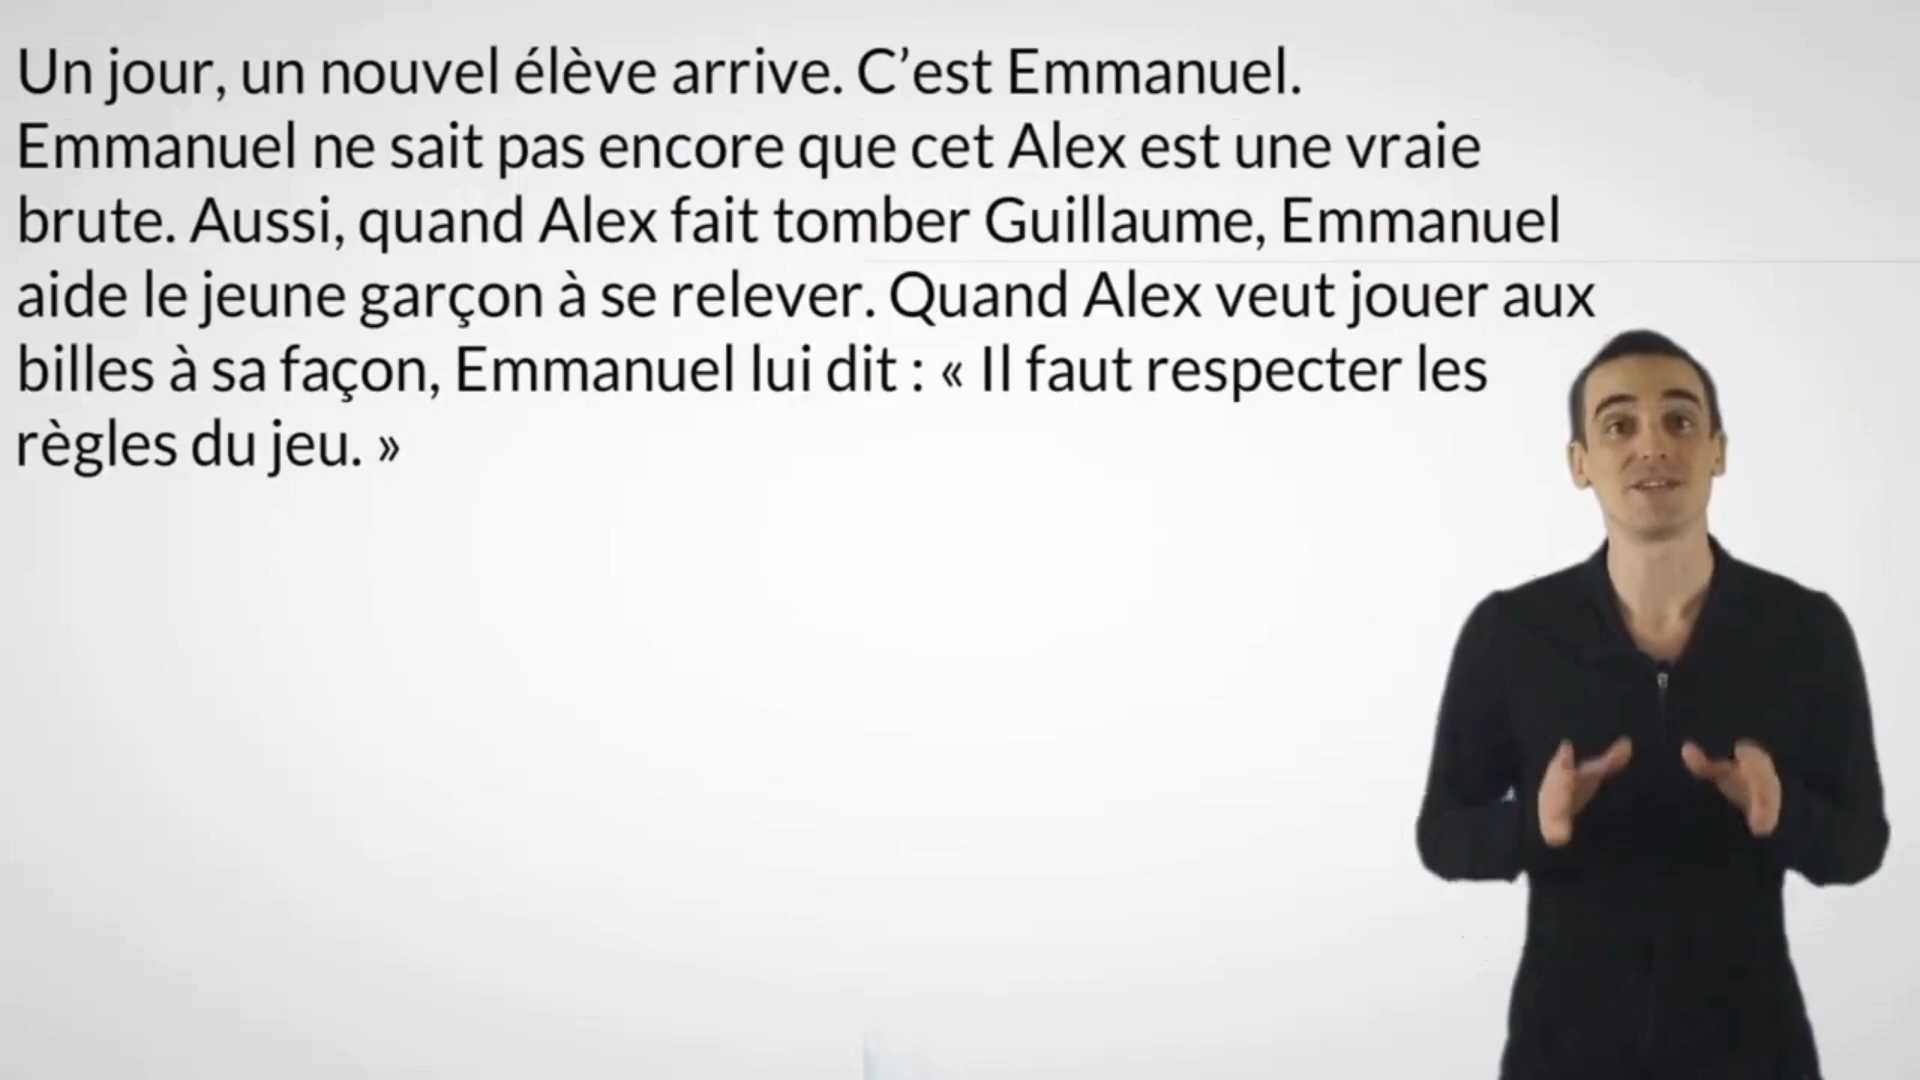 Un jour, un nouvel élève arrive. C’est Emmanuel.
Emmanuel ne sait pas encore que cet Alex est une vraie
brute. Aussi, quand Alex fait tomber Guillaume, Emmanuel
aide le jeune garçon à se relever. Quand Alex veut jouer aux
billes à sa façon, Emmanuel lui dit : « Il faut respecter les
règles du jeu. »